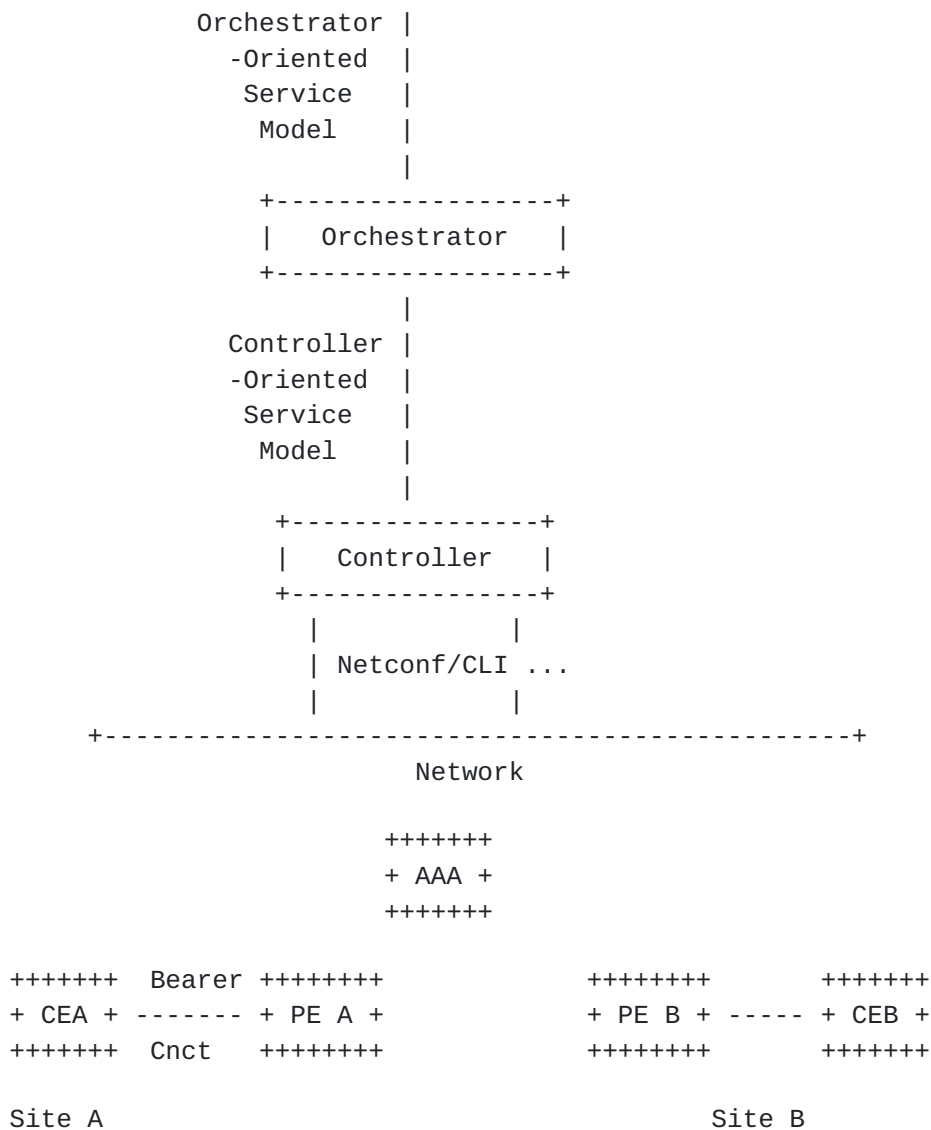 Orchestrator |
-Oriented |
Service |
Model |
|
+------------------+
| Orchestrator |
+------------------+
|
Controller |
-Oriented |
Service |
Model |
|
+----------------+
| Controller |
+----------------+
| |
| Netconf/CLI ...
| |
+------------------------------------------------+
Network
+++++++
+ AAA +
+++++++
+++++++ Bearer ++++++++ ++++++++ +++++++
+ CEA + ------- + PE A + + PE B + ----- + CEB +
+++++++ Cnct ++++++++ ++++++++ +++++++
Site A Site B